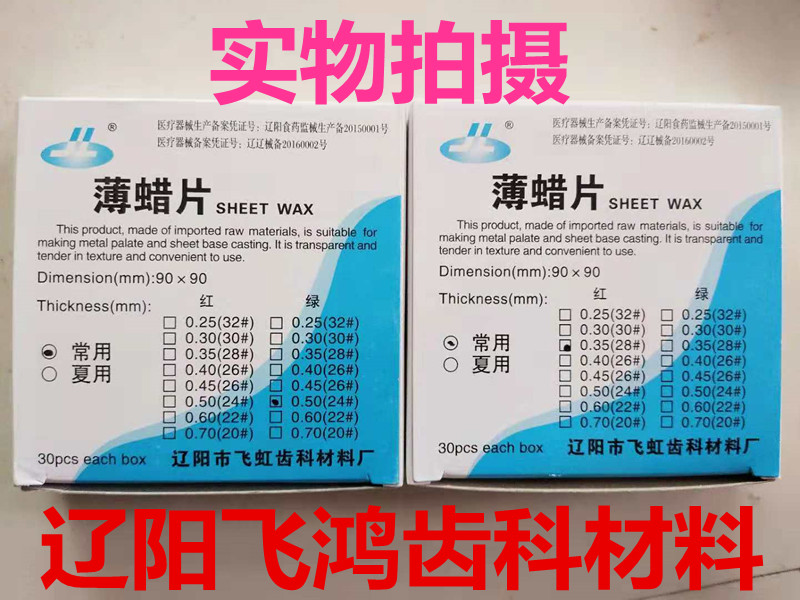 实物拍摄
®
医疗器械生产备案凭证号：辽阳食药监械生产备20150001号
医疗器械备案凭证号：辽辽械备20160002号
薄蜡片 SHEET WAX
This product, made of imported raw materials, is suitable for
making metal palate and sheet base casting. It is transparent and
tender in texture and convenient to use.
Dimension(mm):90×90
Thickness(mm):
红 绿
常用
夏用
0.25(32#) 0.25(32#)
0.30(30#) 0.30(30#)
0.35(28#) 0.35(28#)
0.40(26#) 0.40(26#)
0.45(26#) 0.45(26#)
0.50(24#) 0.50(24#)
0.60(22#) 0.60(22#)
0.70(20#) 0.70(20#)
30pcs each box 辽阳市飞虹齿科材料厂
®
医疗器械生产备案凭证号：辽阳食药监械生产备20150001号
医疗器械备案凭证号：辽辽械备20160002号
薄蜡片 SHEET WAX
This product, made of imported raw materials, is suitable for
making metal palate and sheet base casting. It is transparent and
tender in texture and convenient to use.
Dimension(mm):90×90
Thickness(mm):
红 绿
常用
夏用
0.25(32#) 0.25(32#)
0.30(30#) 0.30(30#)
0.35(28#) 0.35(28#)
0.40(26#) 0.40(26#)
0.45(26#) 0.45(26#)
0.50(24#) 0.50(24#)
0.60(22#) 0.60(22#)
0.70(20#) 0.70(20#)
30pcs each box 辽阳市飞虹齿科材料厂
辽阳飞鸿齿科材料